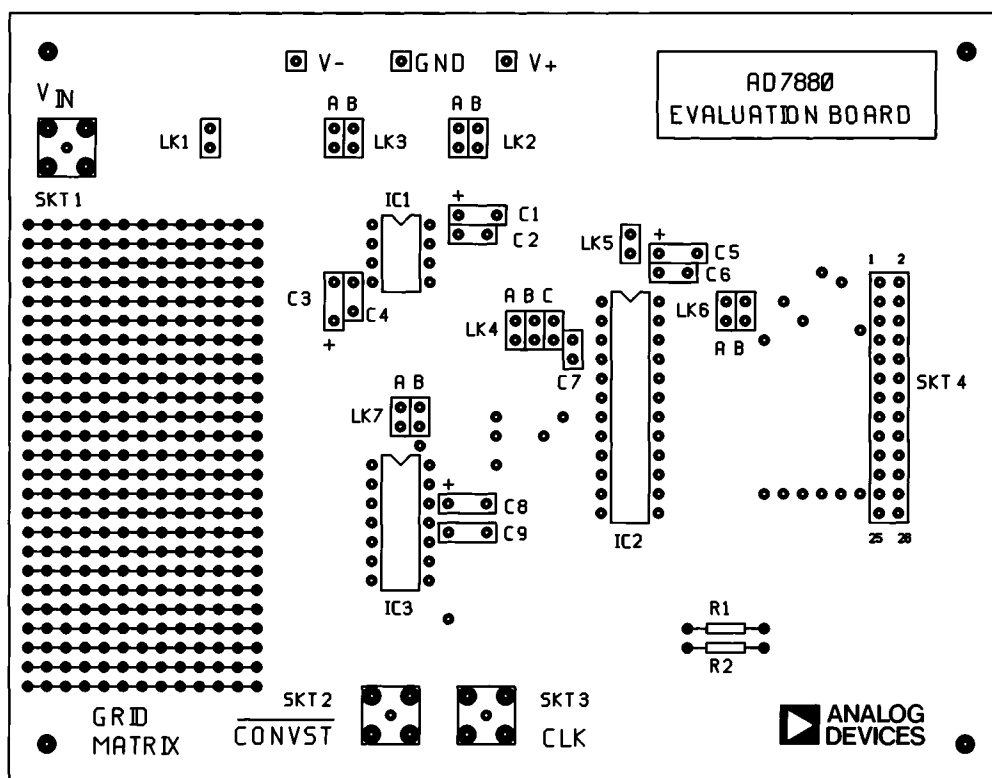 V- GND V+
AD7880
EVALUATION BOARD
VIN
A B
A B
LK1
LK3
LK2
SKT1
IC1
+
C1
C2
LK5
+
C5
C6
1 2
C3
C4
+
A B C
LK4
C7
LK6
A B
SKT4
A B
LK7
+
C8
C9
IC2
25 26
IC3
R1
R2
SKT2
CONVST
SKT3
CLK
GRID
MATRIX
ANALOG
DEVICES